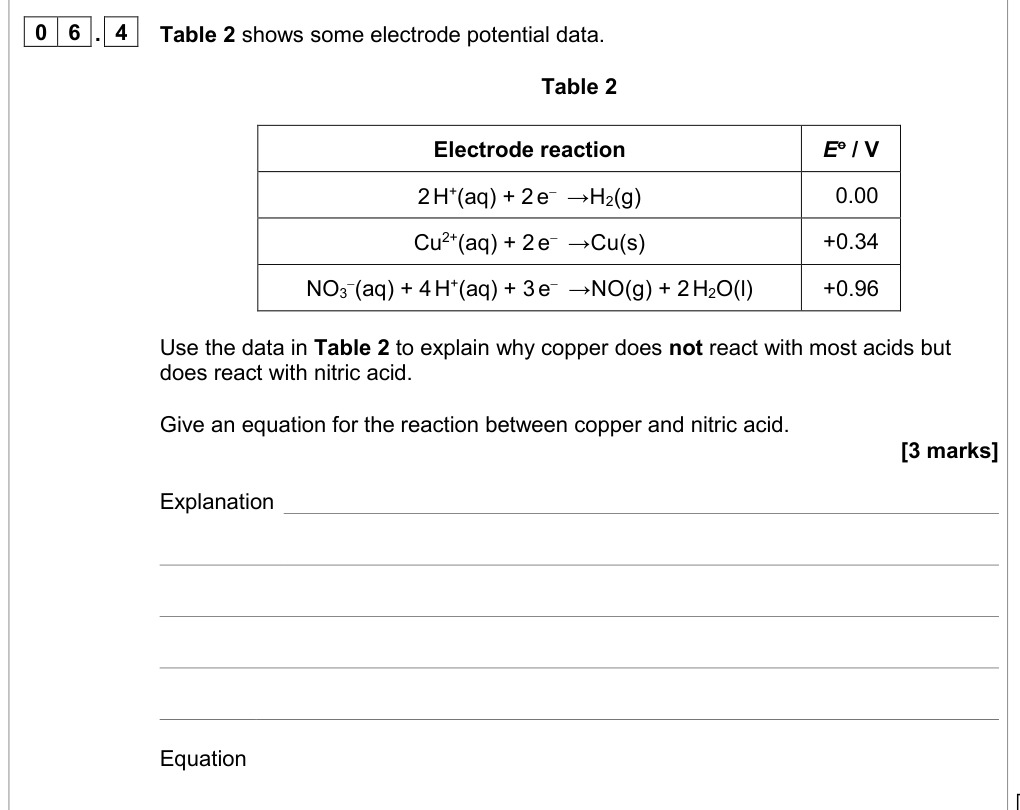 0 6 . 4 Table 2 shows some electrode potential data.
Table 2
Electrode reaction E⦵ / V
2 H⁺(aq) + 2 e⁻ →H₂(g) 0.00
Cu²⁺(aq) + 2 e⁻ →Cu(s) +0.34
NO₃⁻(aq) + 4 H⁺(aq) + 3 e⁻ →NO(g) + 2 H₂O(l) +0.96
Use the data in Table 2 to explain why copper does not react with most acids but
does react with nitric acid.
Give an equation for the reaction between copper and nitric acid.
[3 marks]
Explanation
Equation